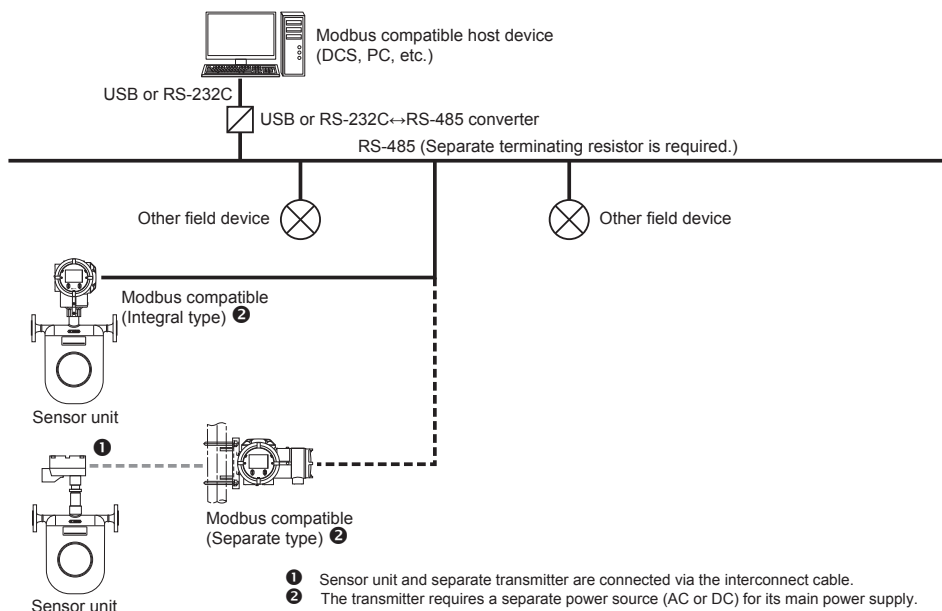 Modbus compatible host device
(DCS, PC, etc.)
USB or RS-232C
USB or RS-232C↔RS-485 converter
RS-485 (Separate terminating resistor is required.)
Other field device
Other field device
Modbus compatible
(Integral type) ❷
Sensor unit
❶
Modbus compatible
(Separate type) ❷
Sensor unit
❶ Sensor unit and separate transmitter are connected via the interconnect cable.
❷ The transmitter requires a separate power source (AC or DC) for its main power supply.